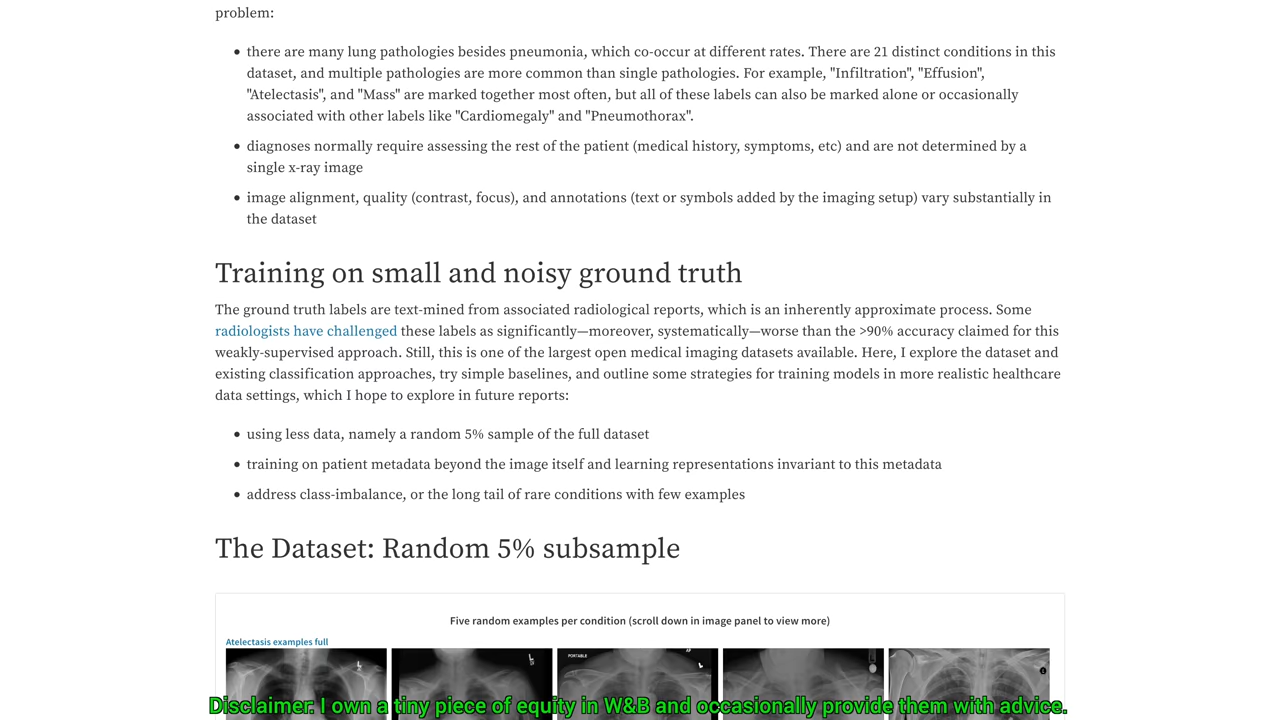 problem:
there are many lung pathologies besides pneumonia, which co-occur at different rates. There are 21 distinct conditions in this
dataset, and multiple pathologies are more common than single pathologies. For example, "Infiltration", "Effusion",
"Atelectasis", and "Mass" are marked together most often, but all of these labels can also be marked alone or occasionally
associated with other labels like "Cardiomegaly" and "Pneumothorax".
diagnoses normally require assessing the rest of the patient (medical history, symptoms, etc) and are not determined by a
single x-ray image
image alignment, quality (contrast, focus), and annotations (text or symbols added by the imaging setup) vary substantially in
the dataset
Training on small and noisy ground truth
The ground truth labels are text-mined from associated radiological reports, which is an inherently approximate process. Some
radiologists have challenged these labels as significantly—moreover, systematically—worse than the >90% accuracy claimed for this
weakly-supervised approach. Still, this is one of the largest open medical imaging datasets available. Here, I explore the dataset and
existing classification approaches, try simple baselines, and outline some strategies for training models in more realistic healthcare
data settings, which I hope to explore in future reports:
using less data, namely a random 5% sample of the full dataset
training on patient metadata beyond the image itself and learning representations invariant to this metadata
address class-imbalance, or the long tail of rare conditions with few examples
The Dataset: Random 5% subsample
Five random examples per condition (scroll down in image panel to view more)
Atelectasis examples full
PORTABLE
Disclaimer: I own a tiny piece of equity in W&B and occasionally provide them with advice.